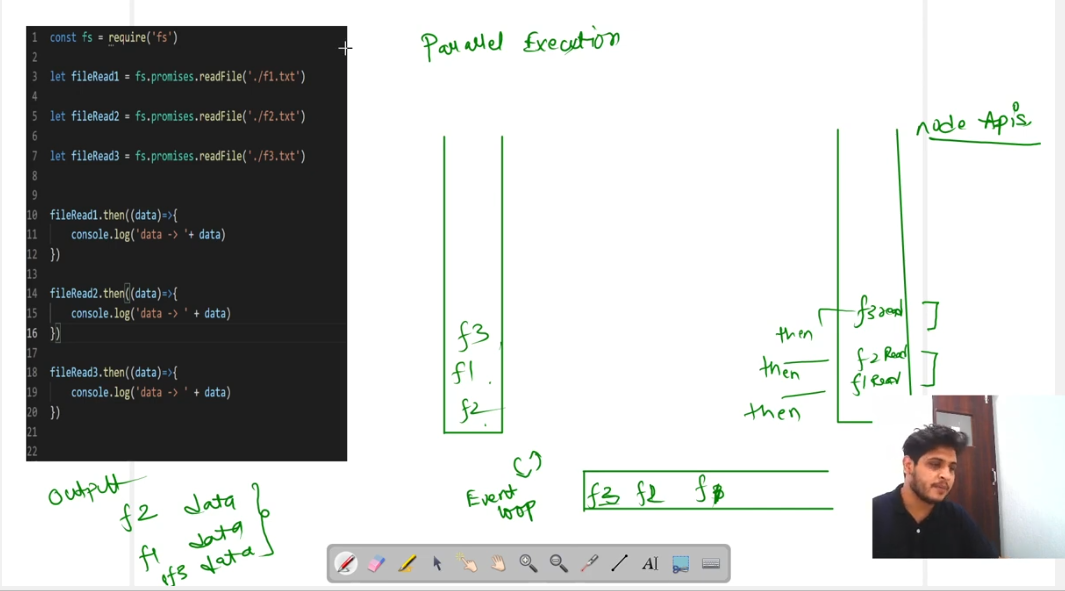 1 const fs = require('fs')
2
3 let fileRead1 = fs.promises.readFile('./f1.txt')
4
5 let fileRead2 = fs.promises.readFile('./f2.txt')
6
7 let fileRead3 = fs.promises.readFile('./f3.txt')
8
9
10 fileRead1.then((data)=>{
11 console.log('data -> '+ data)
12 })
13
14 fileRead2.then((data)=>{
15 console.log('data -> ' + data)
16 })
17
18 fileRead3.then((data)=>{
19 console.log('data -> ' + data)
20 })
21
22
Parallel Execution
node Apis
f3
f1
f2
then
then
then
f3 read
f2 Read
f1 Read
Event
loop
f3 f2
Output
f2 data
f1 data
f3 data
AI